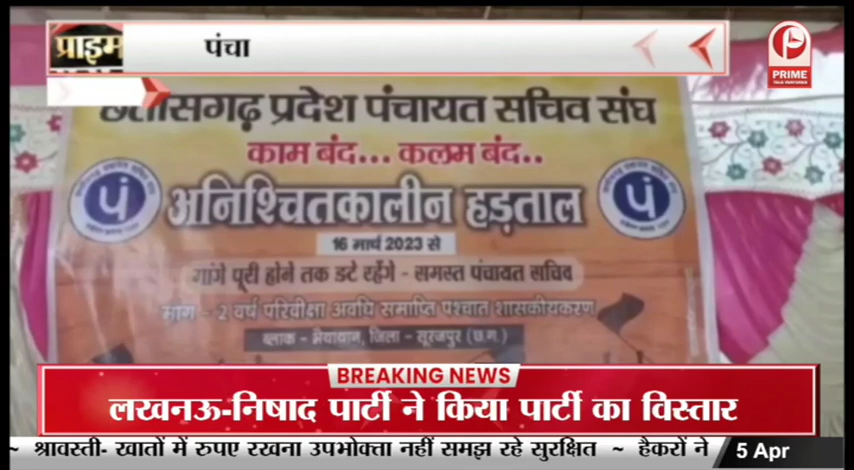 प्राइम
पंचा
PRIME
छत्तीसगढ़ प्रदेश पंचायत सचिव संघ
काम बंद... कलम बंद..
पं
अनिश्चितकालीन हड़ताल
पं
16 मार्च 2023 से
मांगे पूरी होने तक डटे रहेंगे - समस्त पंचायत सचिव
मांग - 2 वर्ष परिवीक्षा अवधि समाप्ति पश्चात शासकीयकरण
ब्लाक - भैयाथान, जिला - सूरजपुर (छ.ग.)
BREAKING NEWS
लखनऊ-निषाद पार्टी ने किया पार्टी का विस्तार
~ श्रावस्ती- खातों में रुपए रखना उपभोक्ता नहीं समझ रहे सुरक्षित ~ हैकरों ने
5 Apr